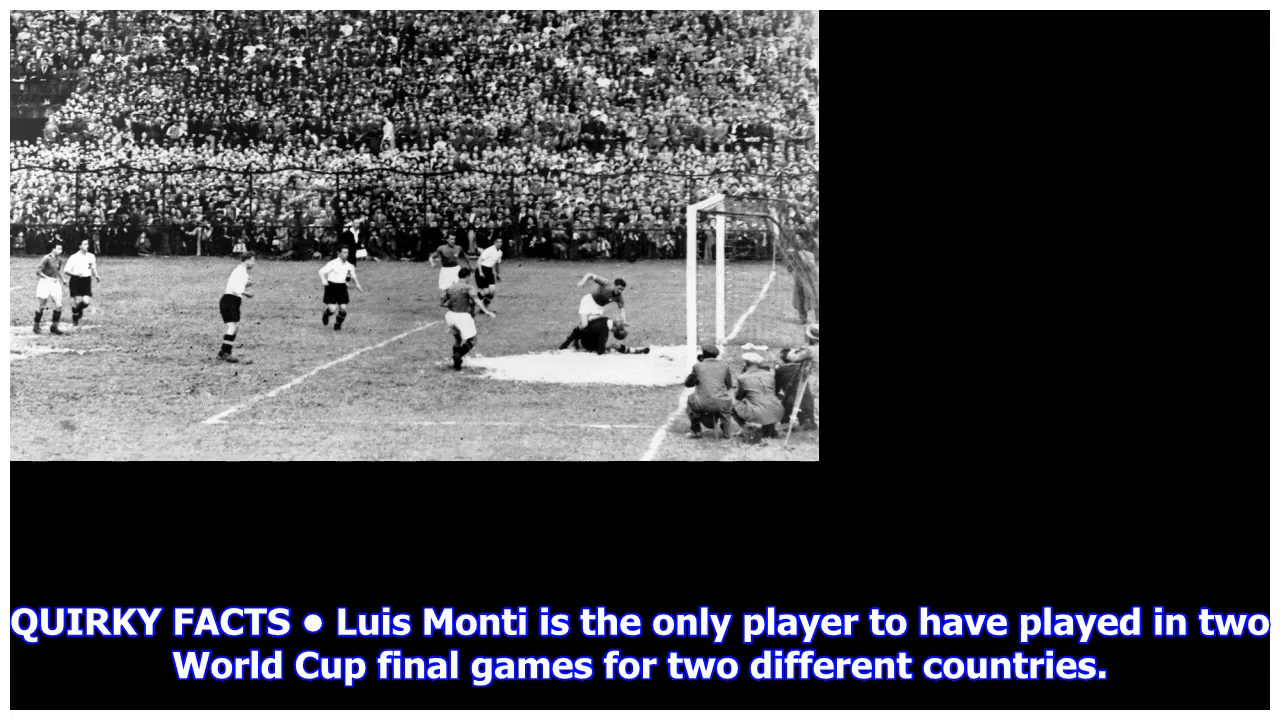 QUIRKY FACTS • Luis Monti is the only player to have played in two
World Cup final games for two different countries.